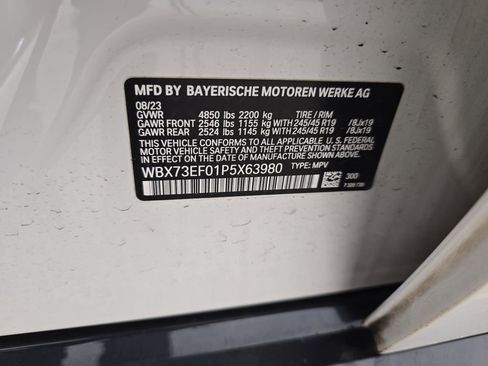 MFD BY BAYERISCHE MOTOREN WERKE AG
08/23
GVWR 4850 lbs 2200 kg TIRE / RIM
GAWR FRONT 2546 lbs 1155 kg WITH 245/45 R19 /8Jx19
GAWR REAR 2524 lbs 1145 kg WITH 245/45 R19 /8Jx19
THIS VEHICLE CONFORMS TO ALL APPLICABLE U.S. FEDERAL
MOTOR VEHICLE SAFETY, BUMPER, AND THEFT PREVENTION
STANDARDS IN EFFECT ON THE DATE OF MANUFACTURE SHOWN ABOVE.
WBX73EF01P5X63980 TYPE: MPV
300